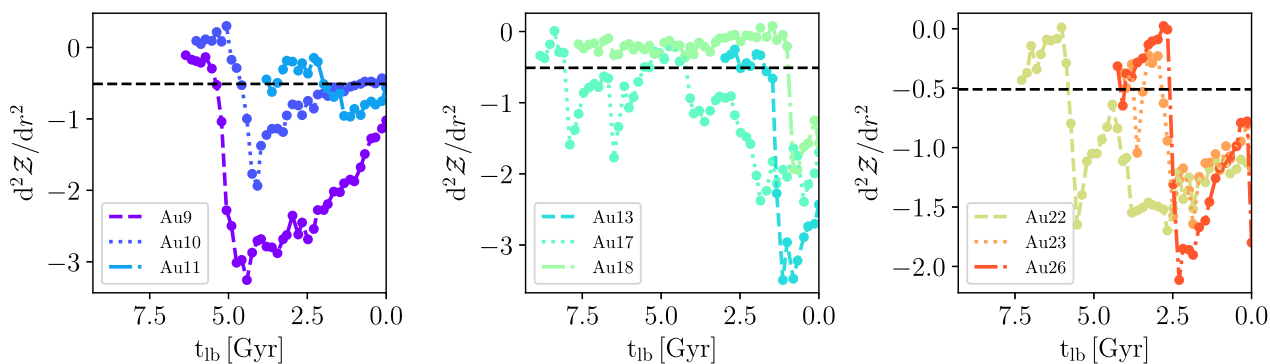 0
−1
−2
−3
d²𝒵/dr²
7.5 5.0 2.5 0.0
t_lb [Gyr]
Au9
Au10
Au11
0
−1
−2
−3
d²𝒵/dr²
7.5 5.0 2.5 0.0
t_lb [Gyr]
Au13
Au17
Au18
0.0
−0.5
−1.0
−1.5
−2.0
d²𝒵/dr²
7.5 5.0 2.5 0.0
t_lb [Gyr]
Au22
Au23
Au26